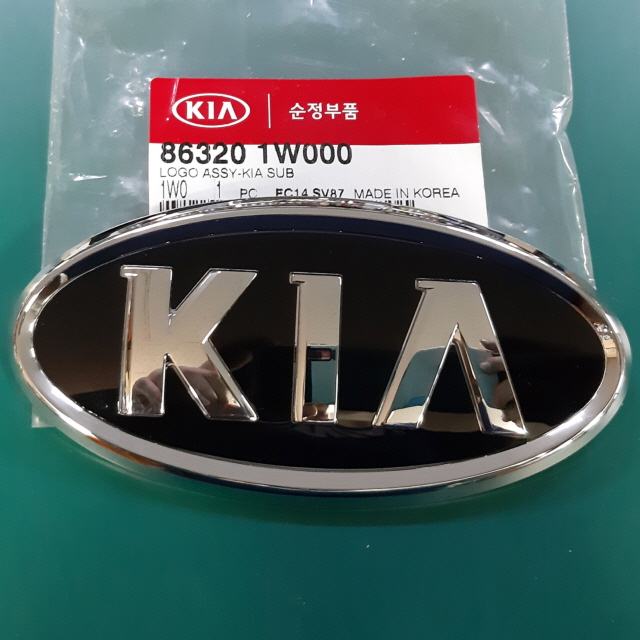 KIA 순정부품
86320 1W000
LOGO ASSY-KIA SUB
1W0 1 PC EC14 SV87 MADE IN KOREA
KIA